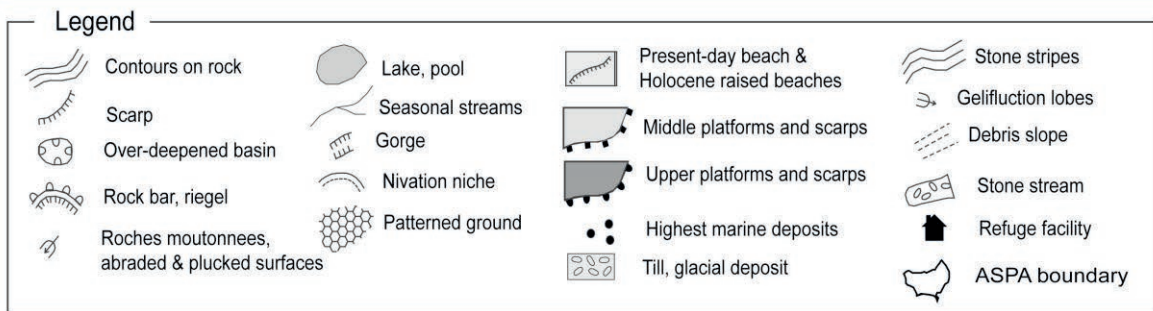 Legend
Contours on rock
Scarp
Over-deepened basin
Rock bar, riegel
Roches moutonnees,
abraded & plucked surfaces
Lake, pool
Seasonal streams
Gorge
Nivation niche
Patterned ground
Present-day beach &
Holocene raised beaches
Middle platforms and scarps
Upper platforms and scarps
Highest marine deposits
Till, glacial deposit
Stone stripes
Gelifluction lobes
Debris slope
Stone stream
Refuge facility
ASPA boundary